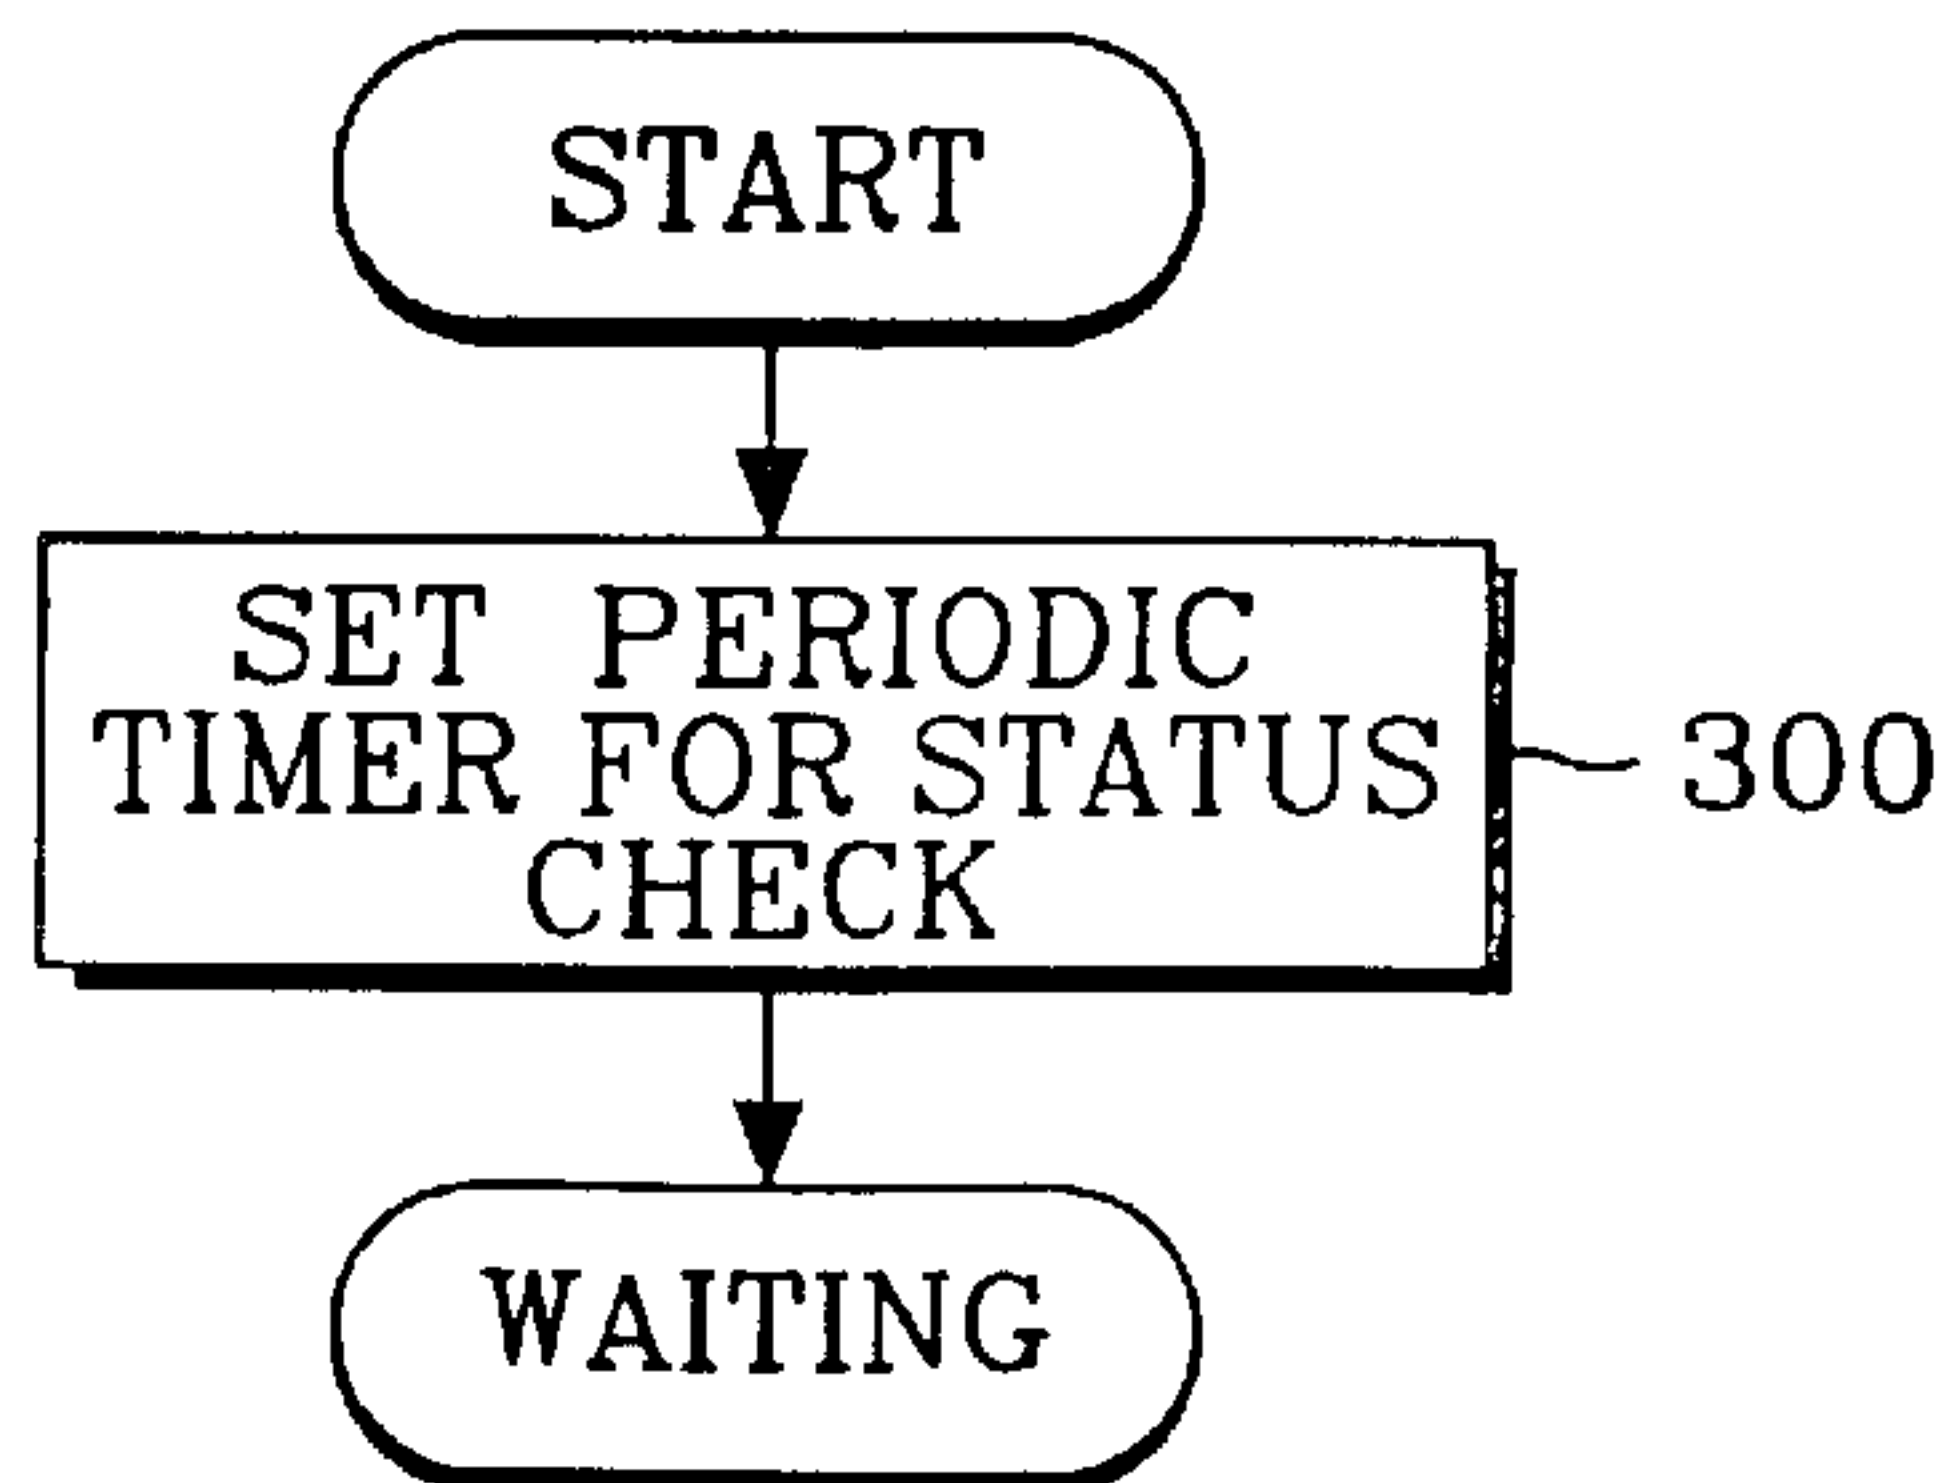 START
SET PERIODIC
TIMER FOR STATUS
CHECK
300
WAITING